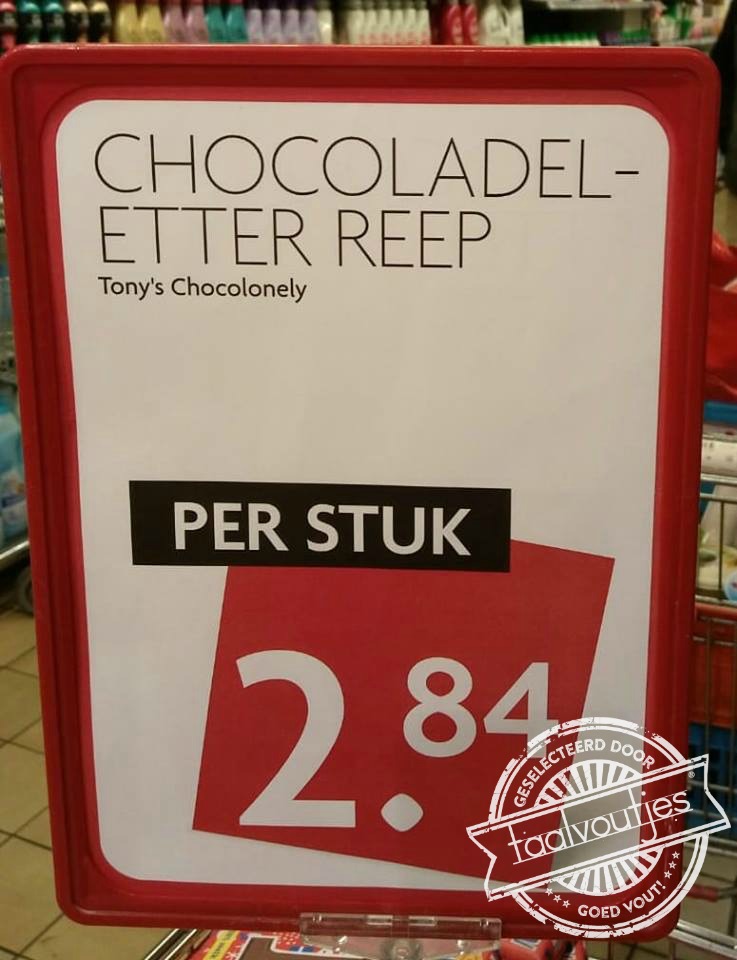 CHOCOLADEL-
ETTER REEP
Tony's Chocolonely
PER STUK
2.84
GESELECTEERD DOOR
taalvoutjes®
GOED VOUT!